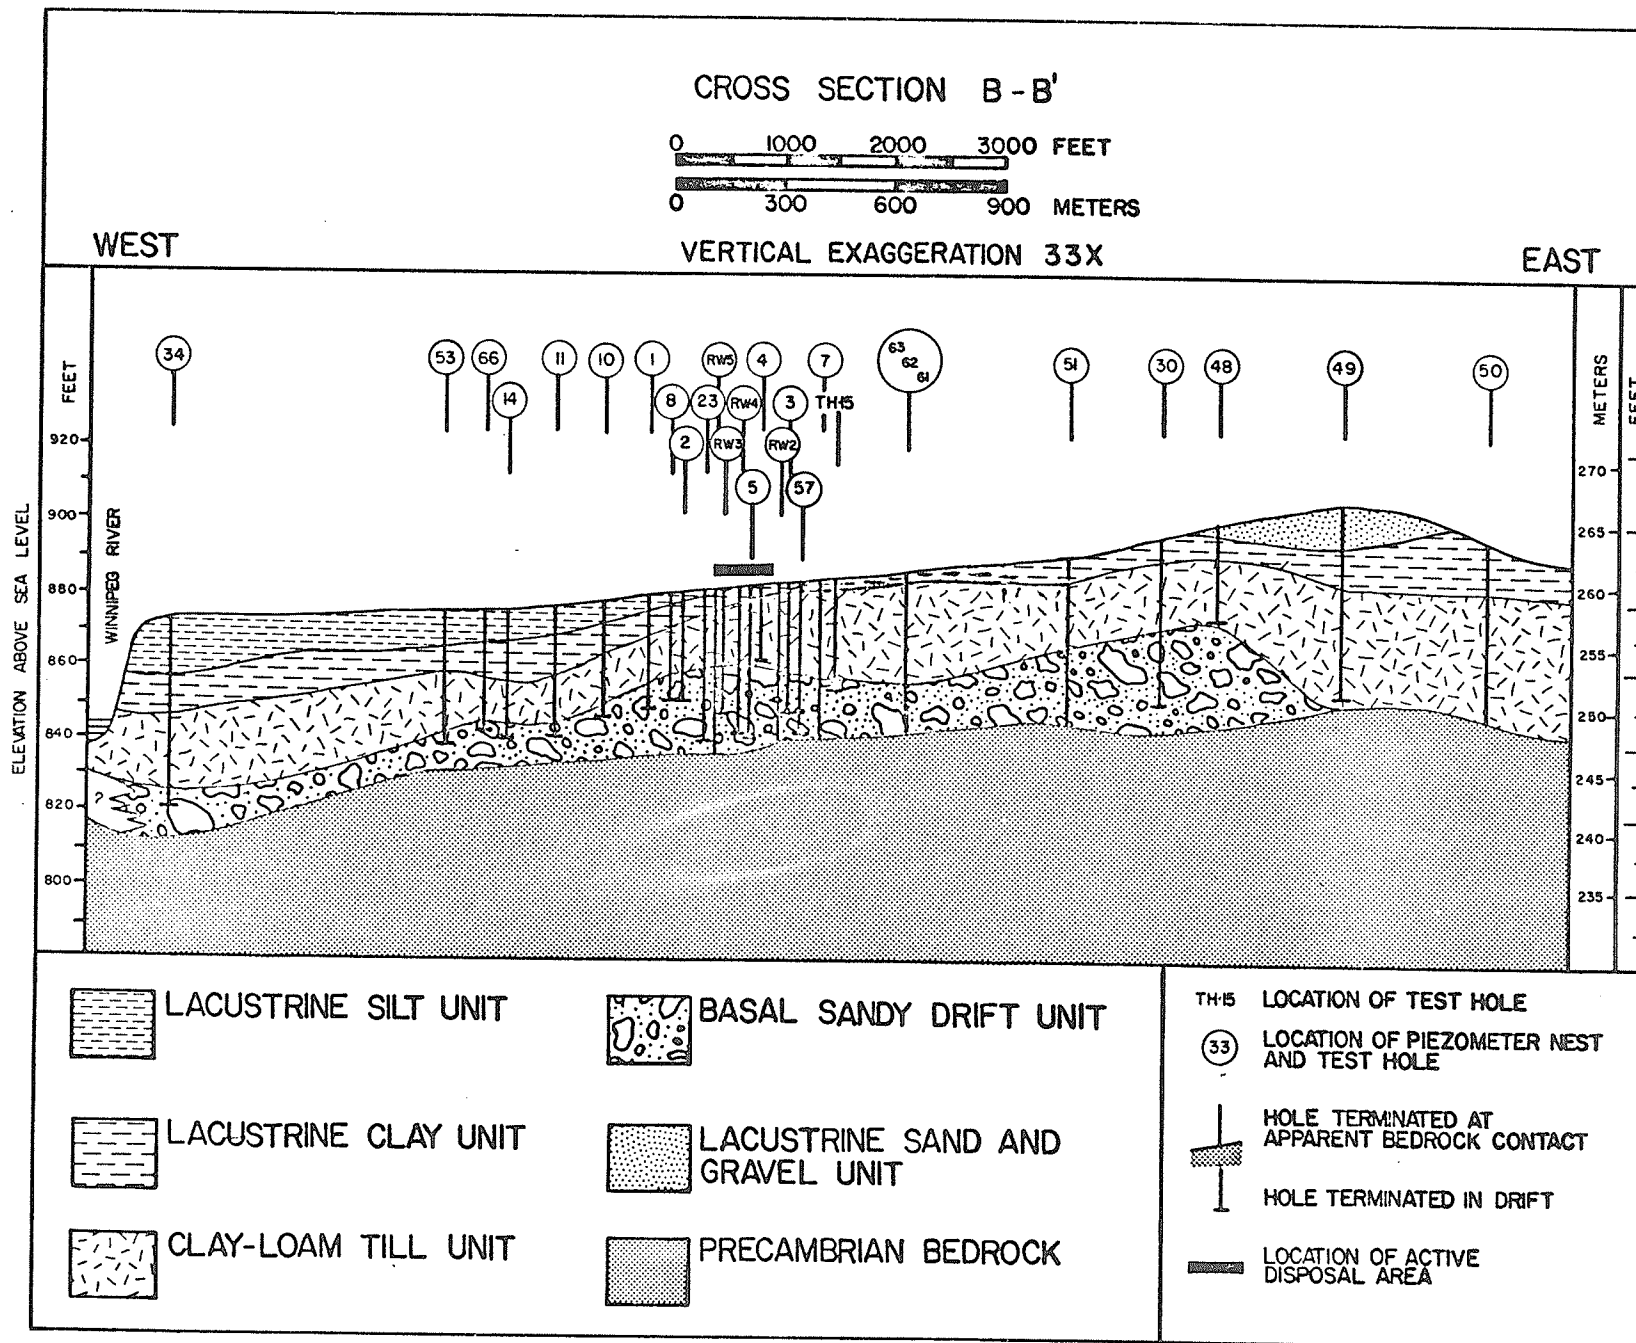 CROSS SECTION B-B'
0 1000 2000 3000 FEET
0 300 600 900 METERS
VERTICAL EXAGGERATION 33X
WEST
EAST
FEET
METERS
FEET
ELEVATION ABOVE SEA LEVEL
WINNIPEG RIVER
34
53
66
14
11
10
1
8
2
23
RW5
RW3
RW4
4
5
3
RW2
57
7
TH-15
63
62
61
51
30
48
49
50
920
900
880
860
840
820
800
270
265
260
255
250
245
240
235
?
LACUSTRINE SILT UNIT
LACUSTRINE CLAY UNIT
CLAY-LOAM TILL UNIT
BASAL SANDY DRIFT UNIT
LACUSTRINE SAND AND
GRAVEL UNIT
PRECAMBRIAN BEDROCK
TH-15 LOCATION OF TEST HOLE
33 LOCATION OF PIEZOMETER NEST
AND TEST HOLE
HOLE TERMINATED AT
APPARENT BEDROCK CONTACT
HOLE TERMINATED IN DRIFT
LOCATION OF ACTIVE
DISPOSAL AREA